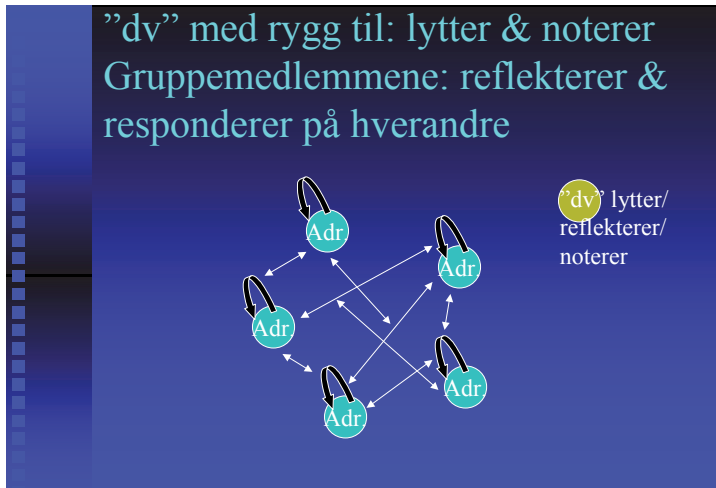 ”dv” med rygg til: lytter & noterer
Gruppemedlemmene: reflekterer &
responderer på hverandre
Adr.
Adr.
Adr.
Adr.
Adr.
”dv” lytter/
reflekterer/
noterer